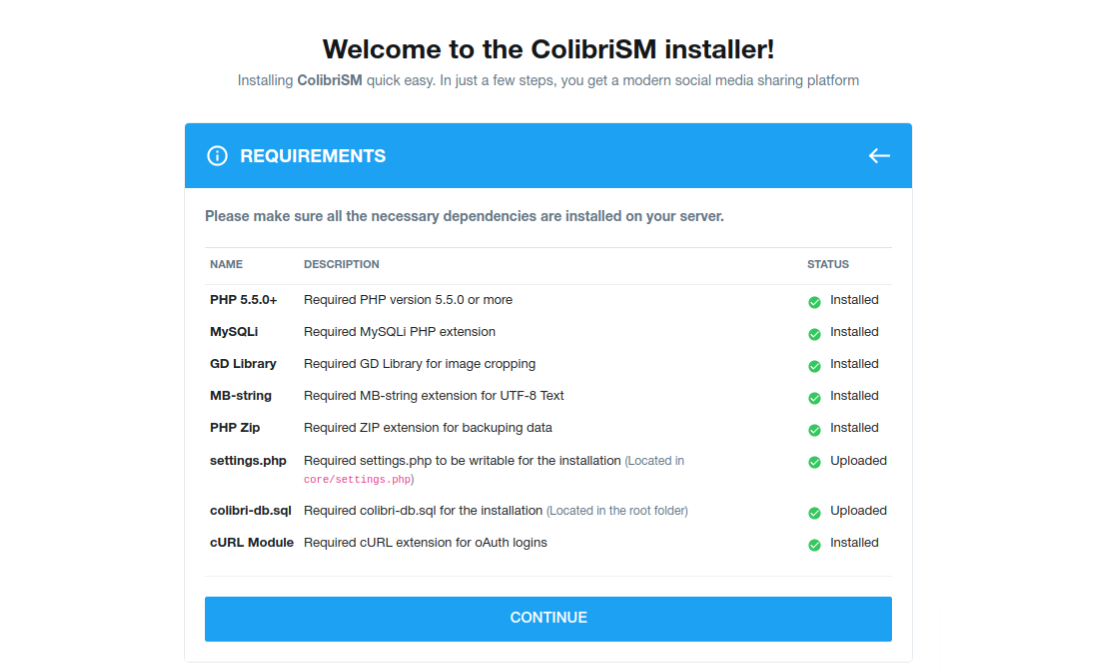 Welcome to the ColibriSM installer!
Installing ColibriSM quick easy. In just a few steps, you get a modern social media sharing platform
REQUIREMENTS
Please make sure all the necessary dependencies are installed on your server.
NAME DESCRIPTION STATUS
PHP 5.5.0+ Required PHP version 5.5.0 or more Installed
MySQLi Required MySQLi PHP extension Installed
GD Library Required GD Library for image cropping Installed
MB-string Required MB-string extension for UTF-8 Text Installed
PHP Zip Required ZIP extension for backuping data Installed
settings.php Required settings.php to be writable for the installation (Located in Uploaded
core/settings.php)
colibri-db.sql Required colibri-db.sql for the installation (Located in the root folder) Uploaded
cURL Module Required cURL extension for oAuth logins Installed
CONTINUE